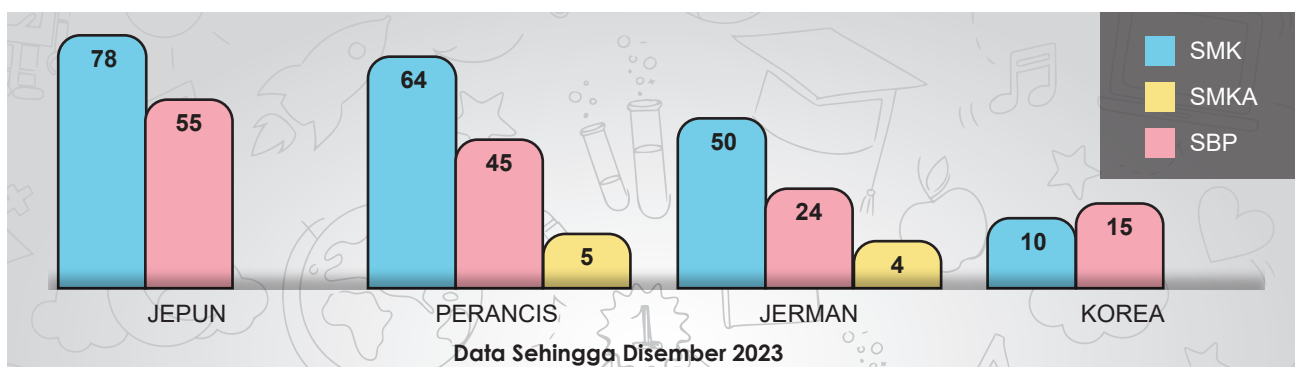 78
55
64
45
5
50
24
4
10
15
SMK
SMKA
SBP
JEPUN
PERANCIS
JERMAN
KOREA
1
Data Sehingga Disember 2023
A